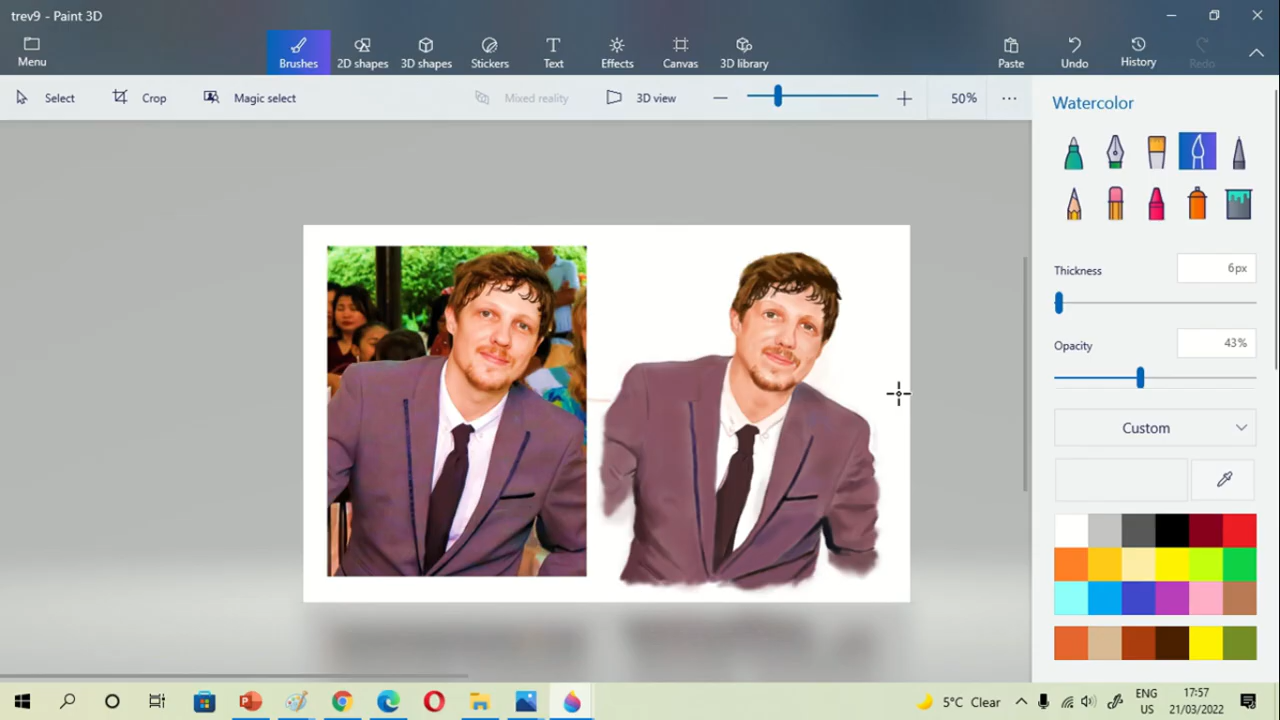 trev9 - Paint 3D
Menu
Brushes
2D shapes
3D shapes
Stickers
Text
Effects
Canvas
3D library
Paste
Undo
History
Redo
Select
Crop
Magic select
Mixed reality
3D view
50%
Watercolor
Thickness
6px
Opacity
43%
Custom
5°C Clear
ENG
US
17:57
21/03/2022